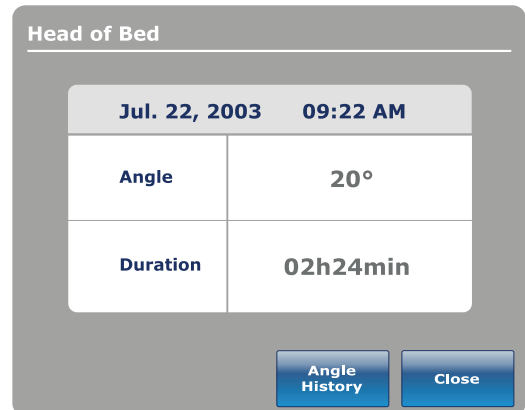 Head of Bed
Jul. 22, 2003 09:22 AM
Angle 20°
Duration 02h24min
Angle
History
Close